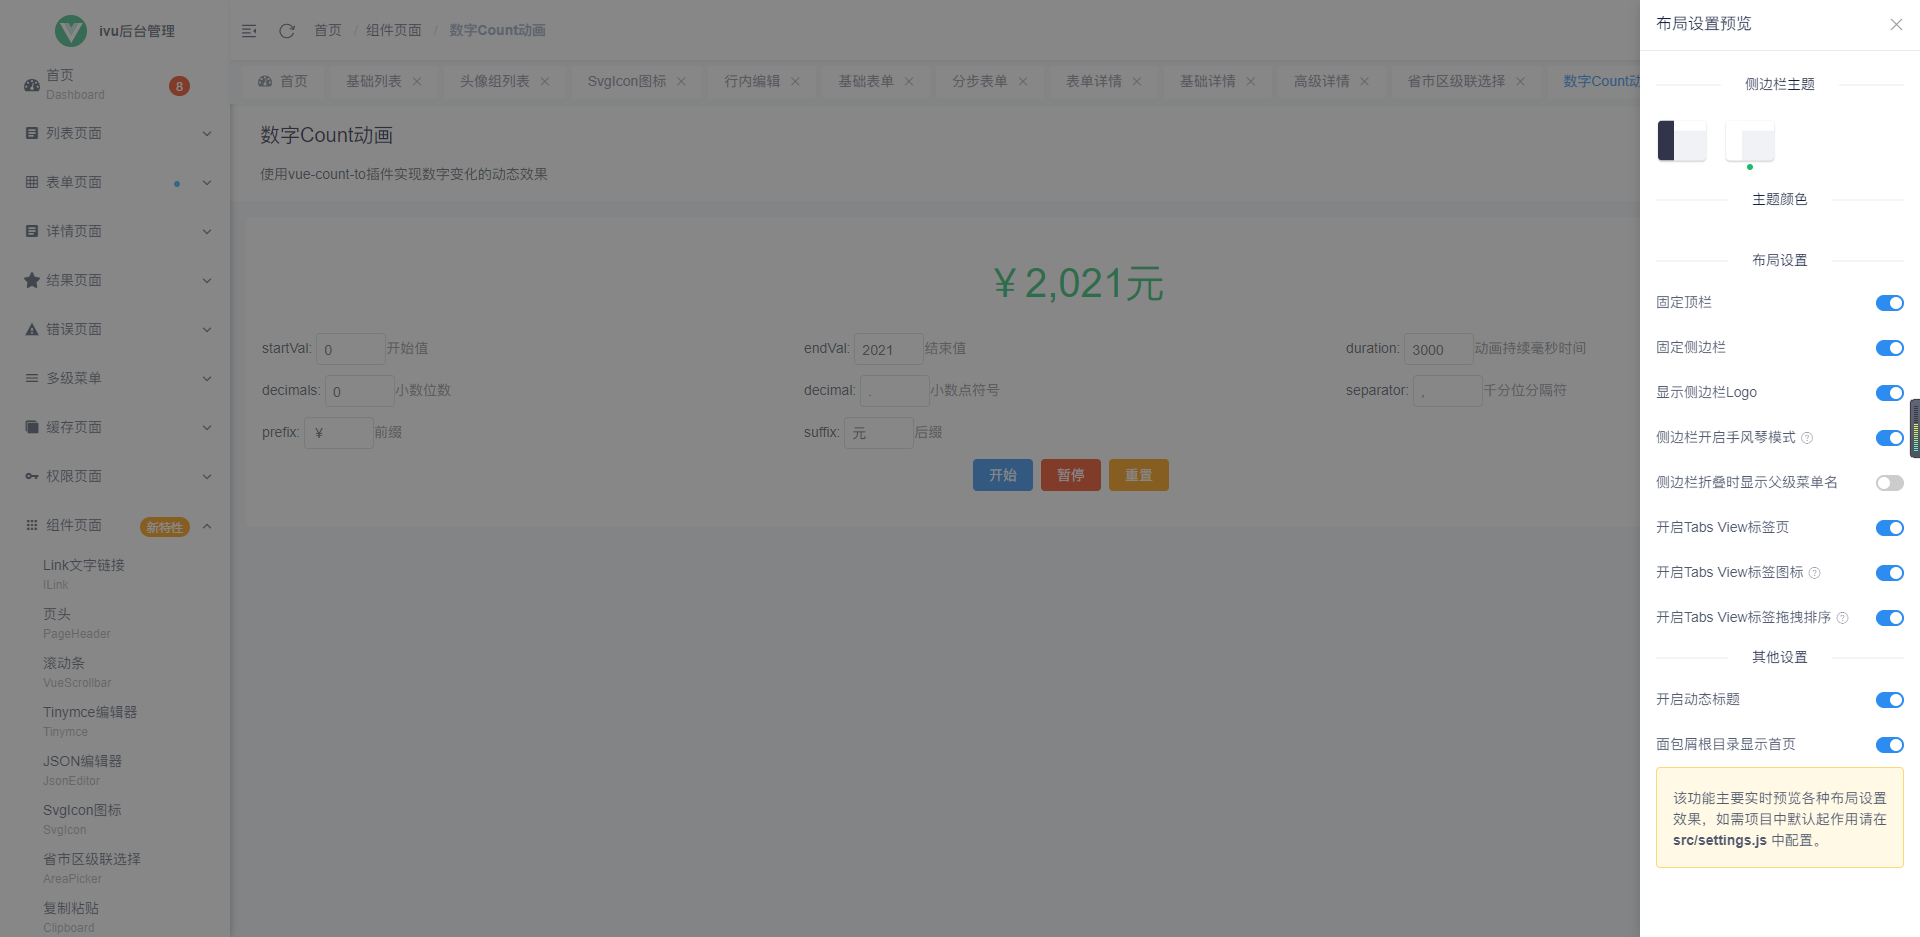 ivu后台管理
首页
Dashboard
8
列表页面
表单页面
详情页面
结果页面
错误页面
多级菜单
缓存页面
权限页面
组件页面
新特性
Link文字链接
ILink
页头
PageHeader
滚动条
VueScrollbar
Tinymce编辑器
Tinymce
JSON编辑器
JsonEditor
SvgIcon图标
SvgIcon
省市区级联选择
AreaPicker
复制粘贴
Clipboard
首页 / 组件页面 / 数字Count动画
首页 基础列表 头像组列表 SvgIcon图标 行内编辑 基础表单 分步表单 表单详情 基础详情 高级详情 省市区级联选择 数字Count动
数字Count动画
使用vue-count-to插件实现数字变化的动态效果
¥ 2,021元
startVal: 0 开始值 endVal: 2021 结束值 duration: 3000 动画持续毫秒时间
decimals: 0 小数位数 decimal: . 小数点符号 separator: , 千分位分隔符
prefix: ¥ 前缀 suffix: 元 后缀
开始 暂停 重置
布局设置预览
侧边栏主题
主题颜色
布局设置
固定顶栏
固定侧边栏
显示侧边栏Logo
侧边栏开启手风琴模式
侧边栏折叠时显示父级菜单名
开启Tabs View标签页
开启Tabs View标签图标
开启Tabs View标签拖拽排序
其他设置
开启动态标题
面包屑根目录显示首页
该功能主要实时预览各种布局设置
效果，如需项目中默认起作用请在
src/settings.js 中配置。